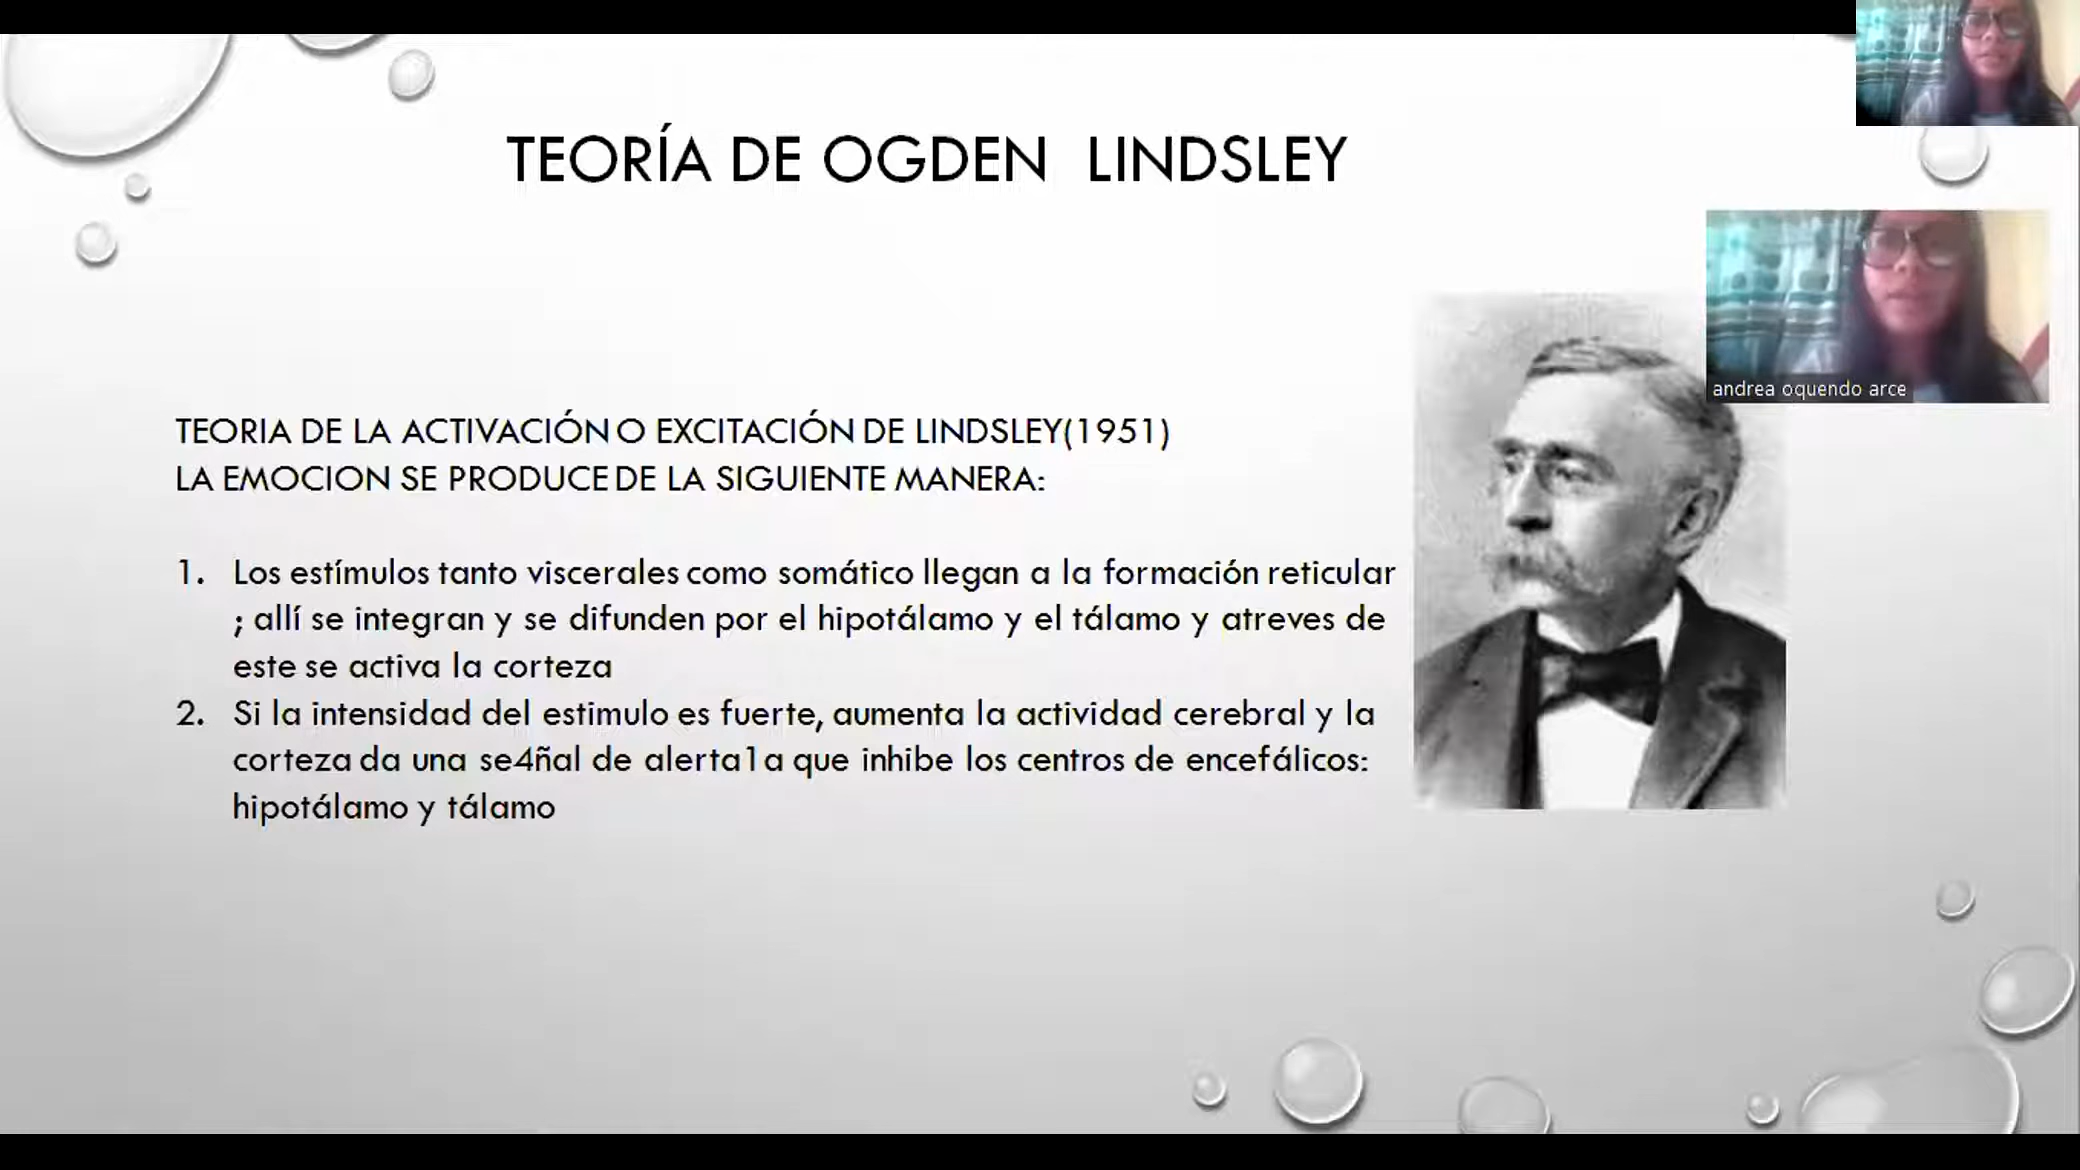 TEORÍA DE OGDEN LINDSLEY
andrea oquendo arce
TEORIA DE LA ACTIVACIÓN O EXCITACIÓN DE LINDSLEY(1951)
LA EMOCION SE PRODUCE DE LA SIGUIENTE MANERA:
1. Los estímulos tanto viscerales como somático llegan a la formación reticular
; allí se integran y se difunden por el hipotálamo y el tálamo y atreves de
este se activa la corteza
2. Si la intensidad del estimulo es fuerte, aumenta la actividad cerebral y la
corteza da una se4ñal de alerta1a que inhibe los centros de encefálicos:
hipotálamo y tálamo